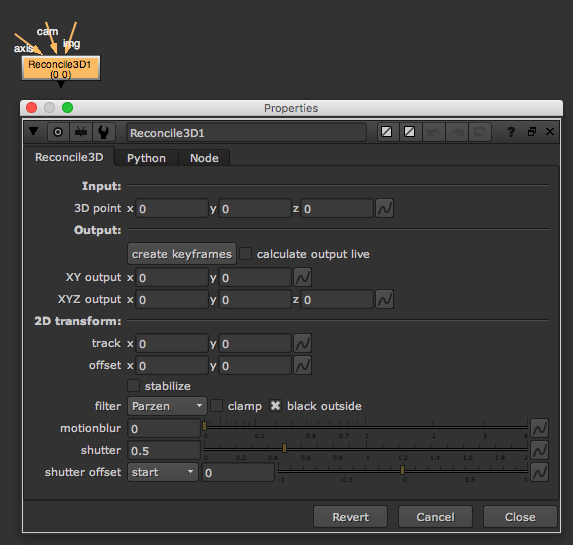 cam
axis img
Reconcile3D1
(0 0)
Properties
Reconcile3D1 ?
Reconcile3D Python Node
Input:
3D point x 0 y 0 z 0
Output:
create keyframes calculate output live
XY output x 0 y 0
XYZ output x 0 y 0 z 0
2D transform:
track x 0 y 0
offset x 0 y 0
stabilize
filter Parzen clamp black outside
motionblur 0 0 0.1 0.4 1 2 3 4
shutter 0.5 0 0.2 0.4 0.6 0.8 1 1.2 1.4 1.6 1.8 2
shutter offset start 0 -1 -0.5 0 0.5 1
Revert Cancel Close